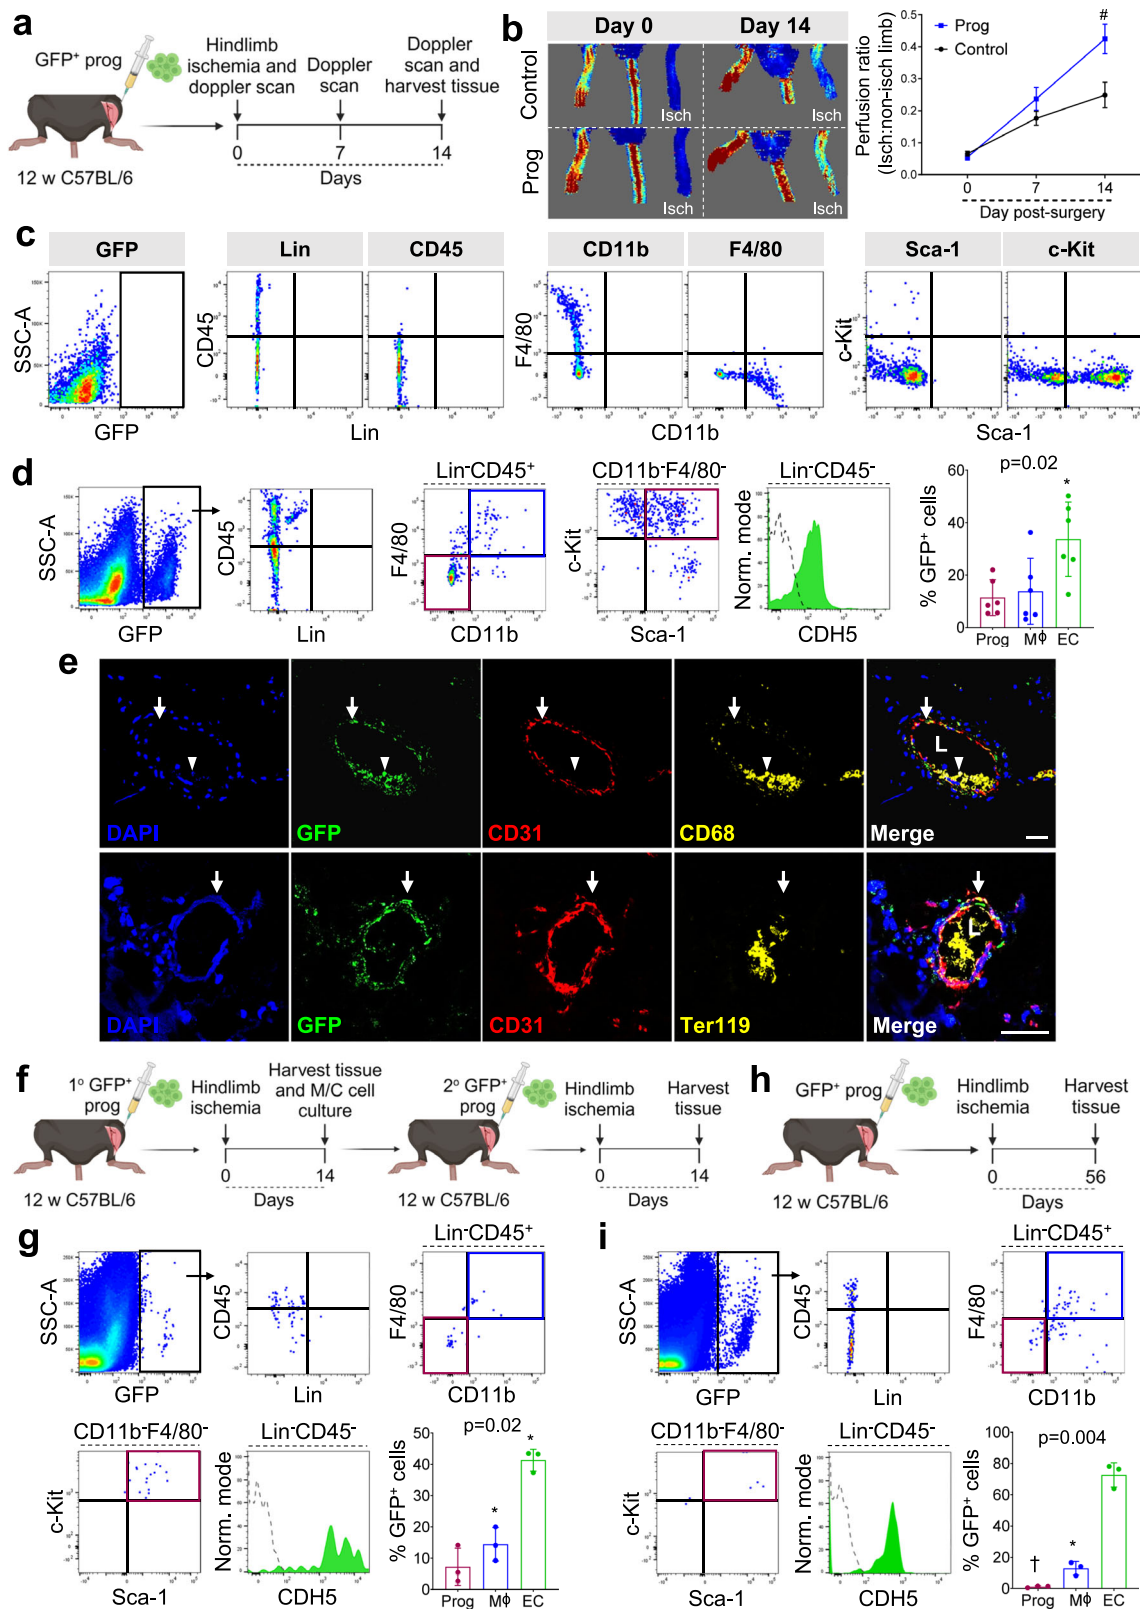 a
GFP⁺ prog
Hindlimb
ischemia and
doppler scan
Doppler
scan
Doppler
scan and
harvest tissue
0
7
14
Days
12 w C57BL/6
b
Day 0
Day 14
Control
Prog
Isch
Isch
Isch
Isch
Perfusion ratio
(Isch:non-isch limb)
0.5
0.4
0.3
0.2
0.1
0.0
Prog
Control
#
0
7
14
Day post-surgery
c
GFP
Lin
CD45
CD11b
F4/80
Sca-1
c-Kit
SSC-A
GFP
CD45
Lin
F4/80
CD11b
c-Kit
Sca-1
d
SSC-A
GFP
CD45
Lin
Lin⁻CD45⁺
F4/80
CD11b
CD11b⁻F4/80⁻
c-Kit
Sca-1
Lin⁻CD45⁻
Norm. mode
CDH5
p=0.02
% GFP⁺ cells
60
40
20
0
*
Prog
Mϕ
EC
e
DAPI
GFP
CD31
CD68
L
Merge
DAPI
GFP
CD31
Ter119
L
Merge
f
1º GFP⁺
prog
Hindlimb
ischemia
Harvest tissue
and M/C cell
culture
0
14
Days
12 w C57BL/6
2º GFP⁺
prog
Hindlimb
ischemia
Harvest
tissue
0
14
Days
12 w C57BL/6
h
GFP⁺ prog
Hindlimb
ischemia
Harvest
tissue
0
56
Days
12 w C57BL/6
g
SSC-A
GFP
CD45
Lin
Lin⁻CD45⁺
F4/80
CD11b
CD11b⁻F4/80⁻
c-Kit
Sca-1
Lin⁻CD45⁻
Norm. mode
CDH5
p=0.02
% GFP⁺ cells
50
40
30
20
10
0
*
*
Prog
Mϕ
EC
i
SSC-A
GFP
CD45
Lin
Lin⁻CD45⁺
F4/80
CD11b
CD11b⁻F4/80⁻
c-Kit
Sca-1
Lin⁻CD45⁻
Norm. mode
CDH5
p=0.004
% GFP⁺ cells
100
80
60
40
20
0
†
*
Prog
Mϕ
EC